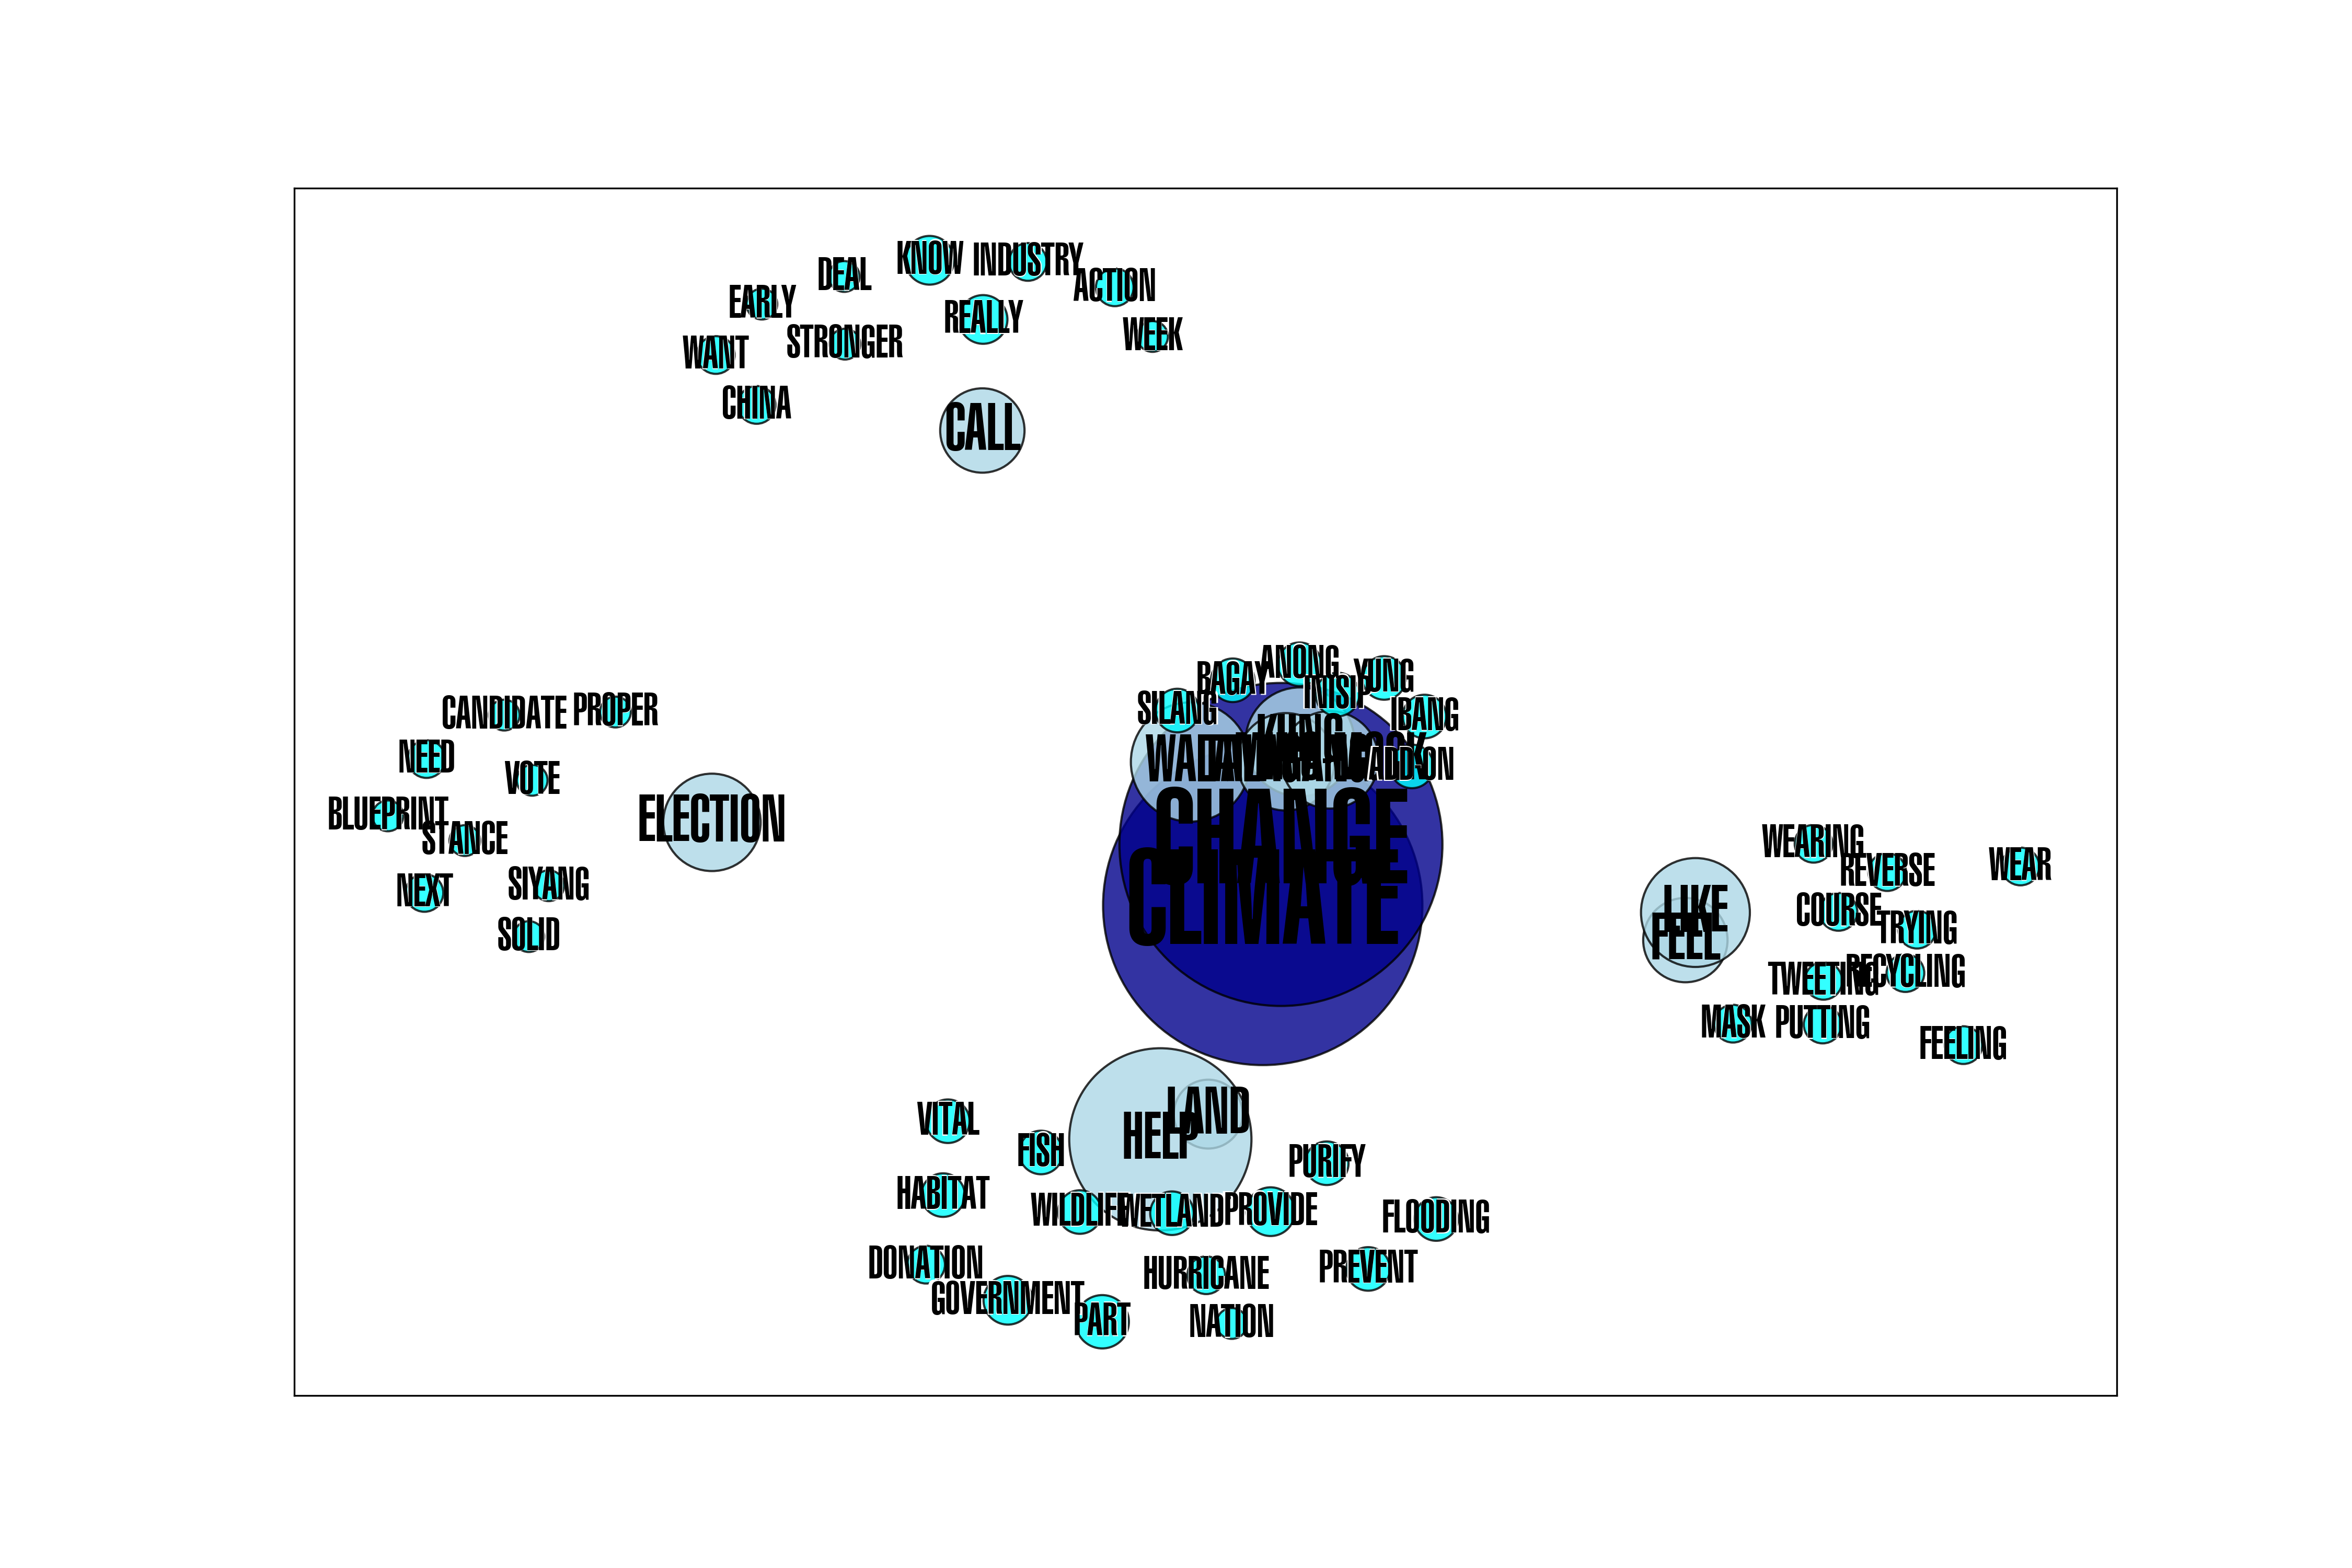 KNOW
INDUSTRY
DEAL
ACTION
EARLY
REALLY
STRONGER
WEEK
WANT
CHINA
CALL
ANONG
YUNG
BAGAY
INISIP
SILANG
IBANG
CANDIDATE
PROPER
NEED
VOTE
BLUEPRINT
STANCE
ELECTION
NEXT
SIYANG
SOLID
KUNG
CHANGE
CLIMATE
WEARING
REVERSE
WEAR
LIKE
COURSE
TRYING
FEEL
TWEETING
RECYCLING
MASK
PUTTING
FEELING
LAND
HELP
VITAL
FISH
PURIFY
HABITAT
WILDLIFE
WETLAND
PROVIDE
FLOODING
DONATION
HURRICANE
PREVENT
GOVERNMENT
PART
NATION